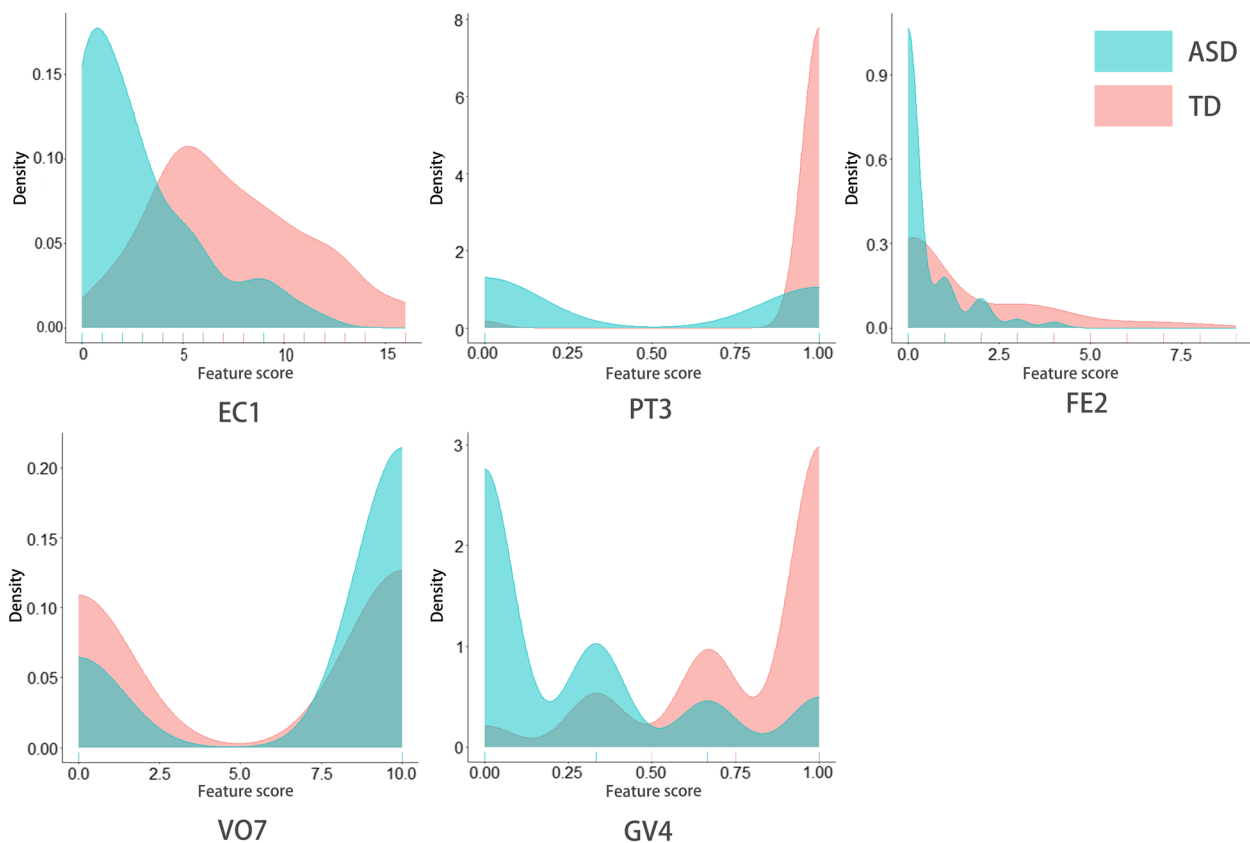 0.15
0.10
0.05
0.00
Density
0 5 10 15
Feature score
EC1
8
6
4
2
0
Density
0.00 0.25 0.50 0.75 1.00
Feature score
PT3
0.9
0.6
0.3
0.0
Density
0.0 2.5 5.0 7.5
Feature score
FE2
ASD
TD
0.20
0.15
0.10
0.05
0.00
Density
0.0 2.5 5.0 7.5 10.0
Feature score
VO7
3
2
1
0
Density
0.00 0.25 0.50 0.75 1.00
Feature score
GV4